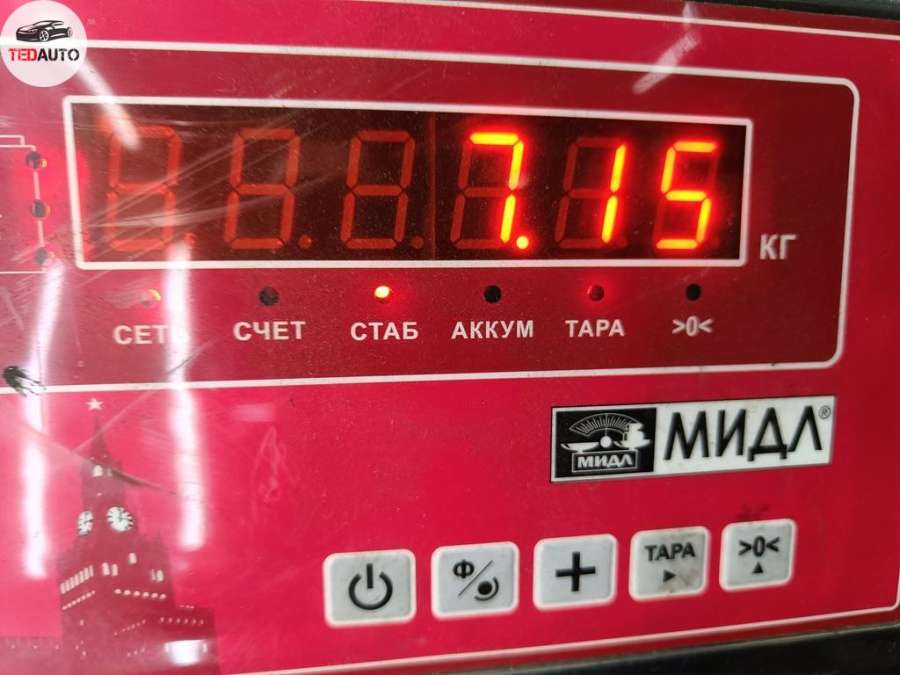 TEDAUTO
7.15
КГ
СЕТЬ СЧЕТ СТАБ АККУМ ТАРА >0<
МИДЛ МИДЛ®
Ф ТАРА >0<